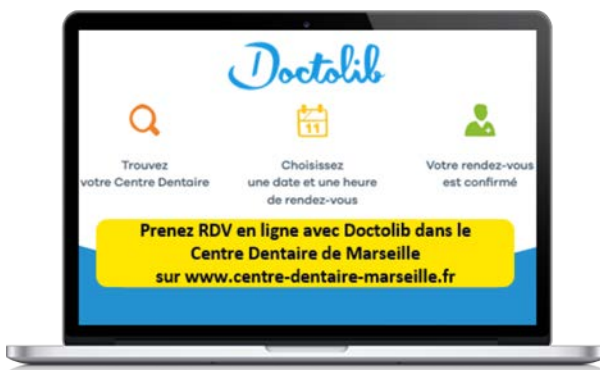 Doctolib
11
Trouvez
votre Centre Dentaire
Choisissez
une date et une heure
de rendez-vous
Votre rendez-vous
est confirmé
Prenez RDV en ligne avec Doctolib dans le
Centre Dentaire de Marseille
sur www.centre-dentaire-marseille.fr